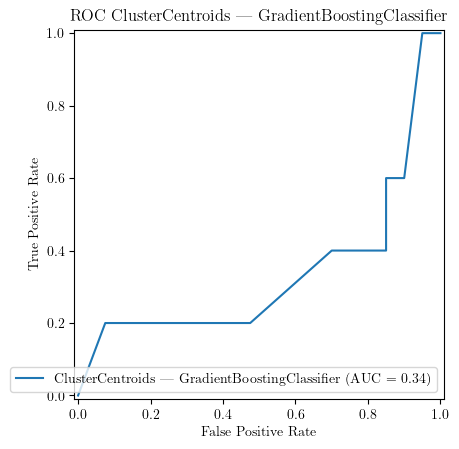 ROC ClusterCentroids — GradientBoostingClassifier
1.0
0.8
0.6
0.4
0.2
0.0
True Positive Rate
ClusterCentroids — GradientBoostingClassifier (AUC = 0.34)
0.0 0.2 0.4 0.6 0.8 1.0
False Positive Rate